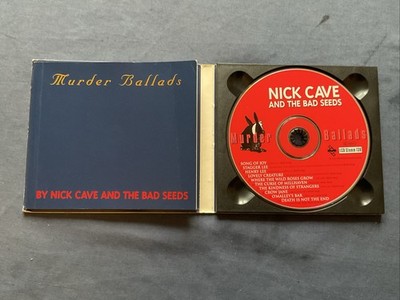 Murder Ballads
BY NICK CAVE AND THE BAD SEEDS
NICK CAVE
AND THE BAD SEEDS
Murder Ballads
SONG OF JOY
STAGGER LEE
HENRY LEE
LOVELY CREATURE
WHERE THE WILD ROSES GROW
THE CURSE OF MILLHAVEN
THE KINDNESS OF STRANGERS
CROW JANE
O'MALLEY'S BAR
DEATH IS NOT THE END